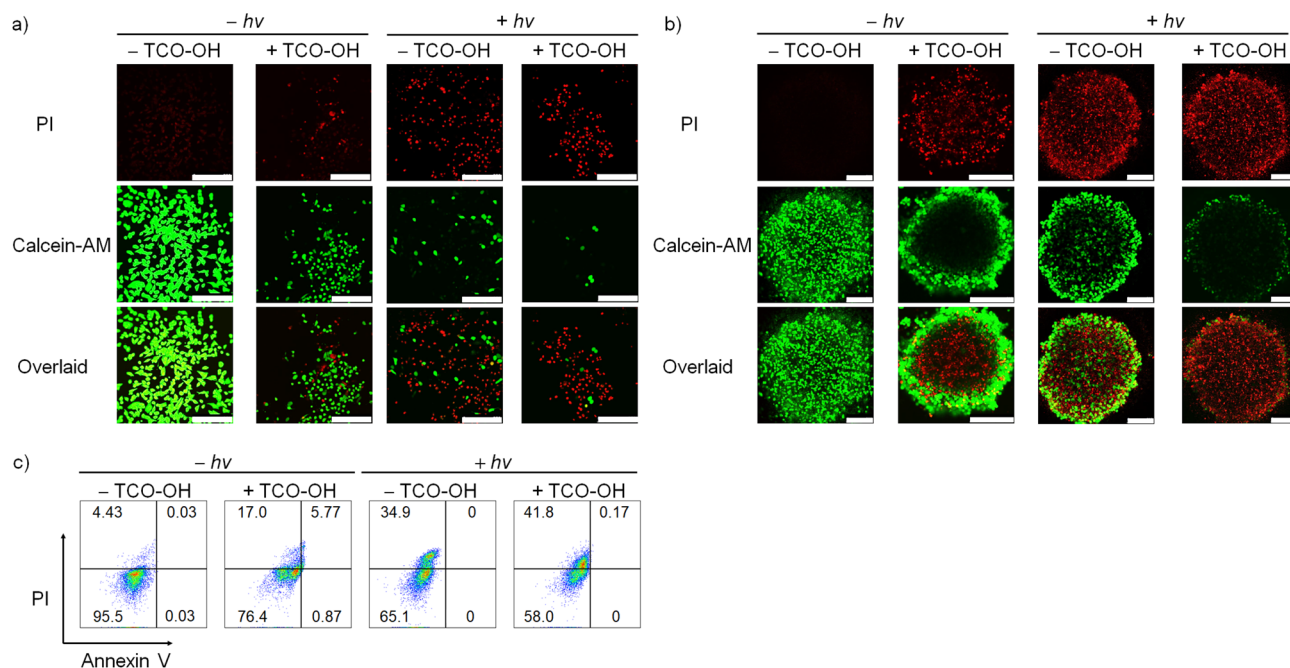 a)
– hv
+ hv
– TCO-OH
+ TCO-OH
– TCO-OH
+ TCO-OH
PI
Calcein-AM
Overlaid
b)
– hv
+ hv
– TCO-OH
+ TCO-OH
– TCO-OH
+ TCO-OH
PI
Calcein-AM
Overlaid
c)
– hv
+ hv
– TCO-OH
+ TCO-OH
– TCO-OH
+ TCO-OH
4.43 0.03 17.0 5.77 34.9 0 41.8 0.17
PI
95.5 0.03 76.4 0.87 65.1 0 58.0 0
Annexin V